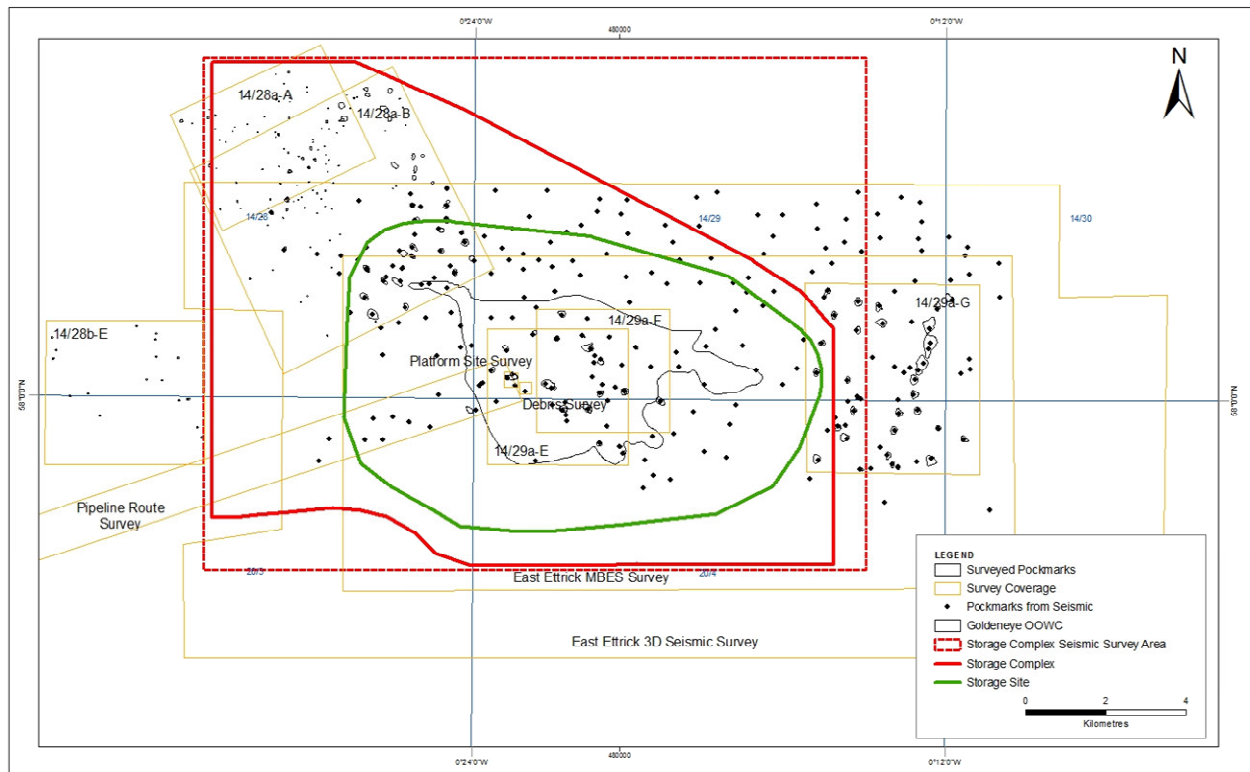 0°24'0"W
480000
0°12'0"W
N
14/28a-A
14/28a-B
14/28
14/29
14/30
14/29a-G
14/29a-F
14/28b-E
Platform Site Survey
58°0'0"N
58°0'0"N
Debris Survey
14/29a-E
Pipeline Route
Survey
20/3
East Ettrick MBES Survey
20/4
East Ettrick 3D Seismic Survey
LEGEND
Surveyed Pockmarks
Survey Coverage
Pockmarks from Seismic
Goldeneye OOWC
Storage Complex Seismic Survey Area
Storage Complex
Storage Site
0 2 4
Kilometres
0°24'0"W
480000
0°12'0"W